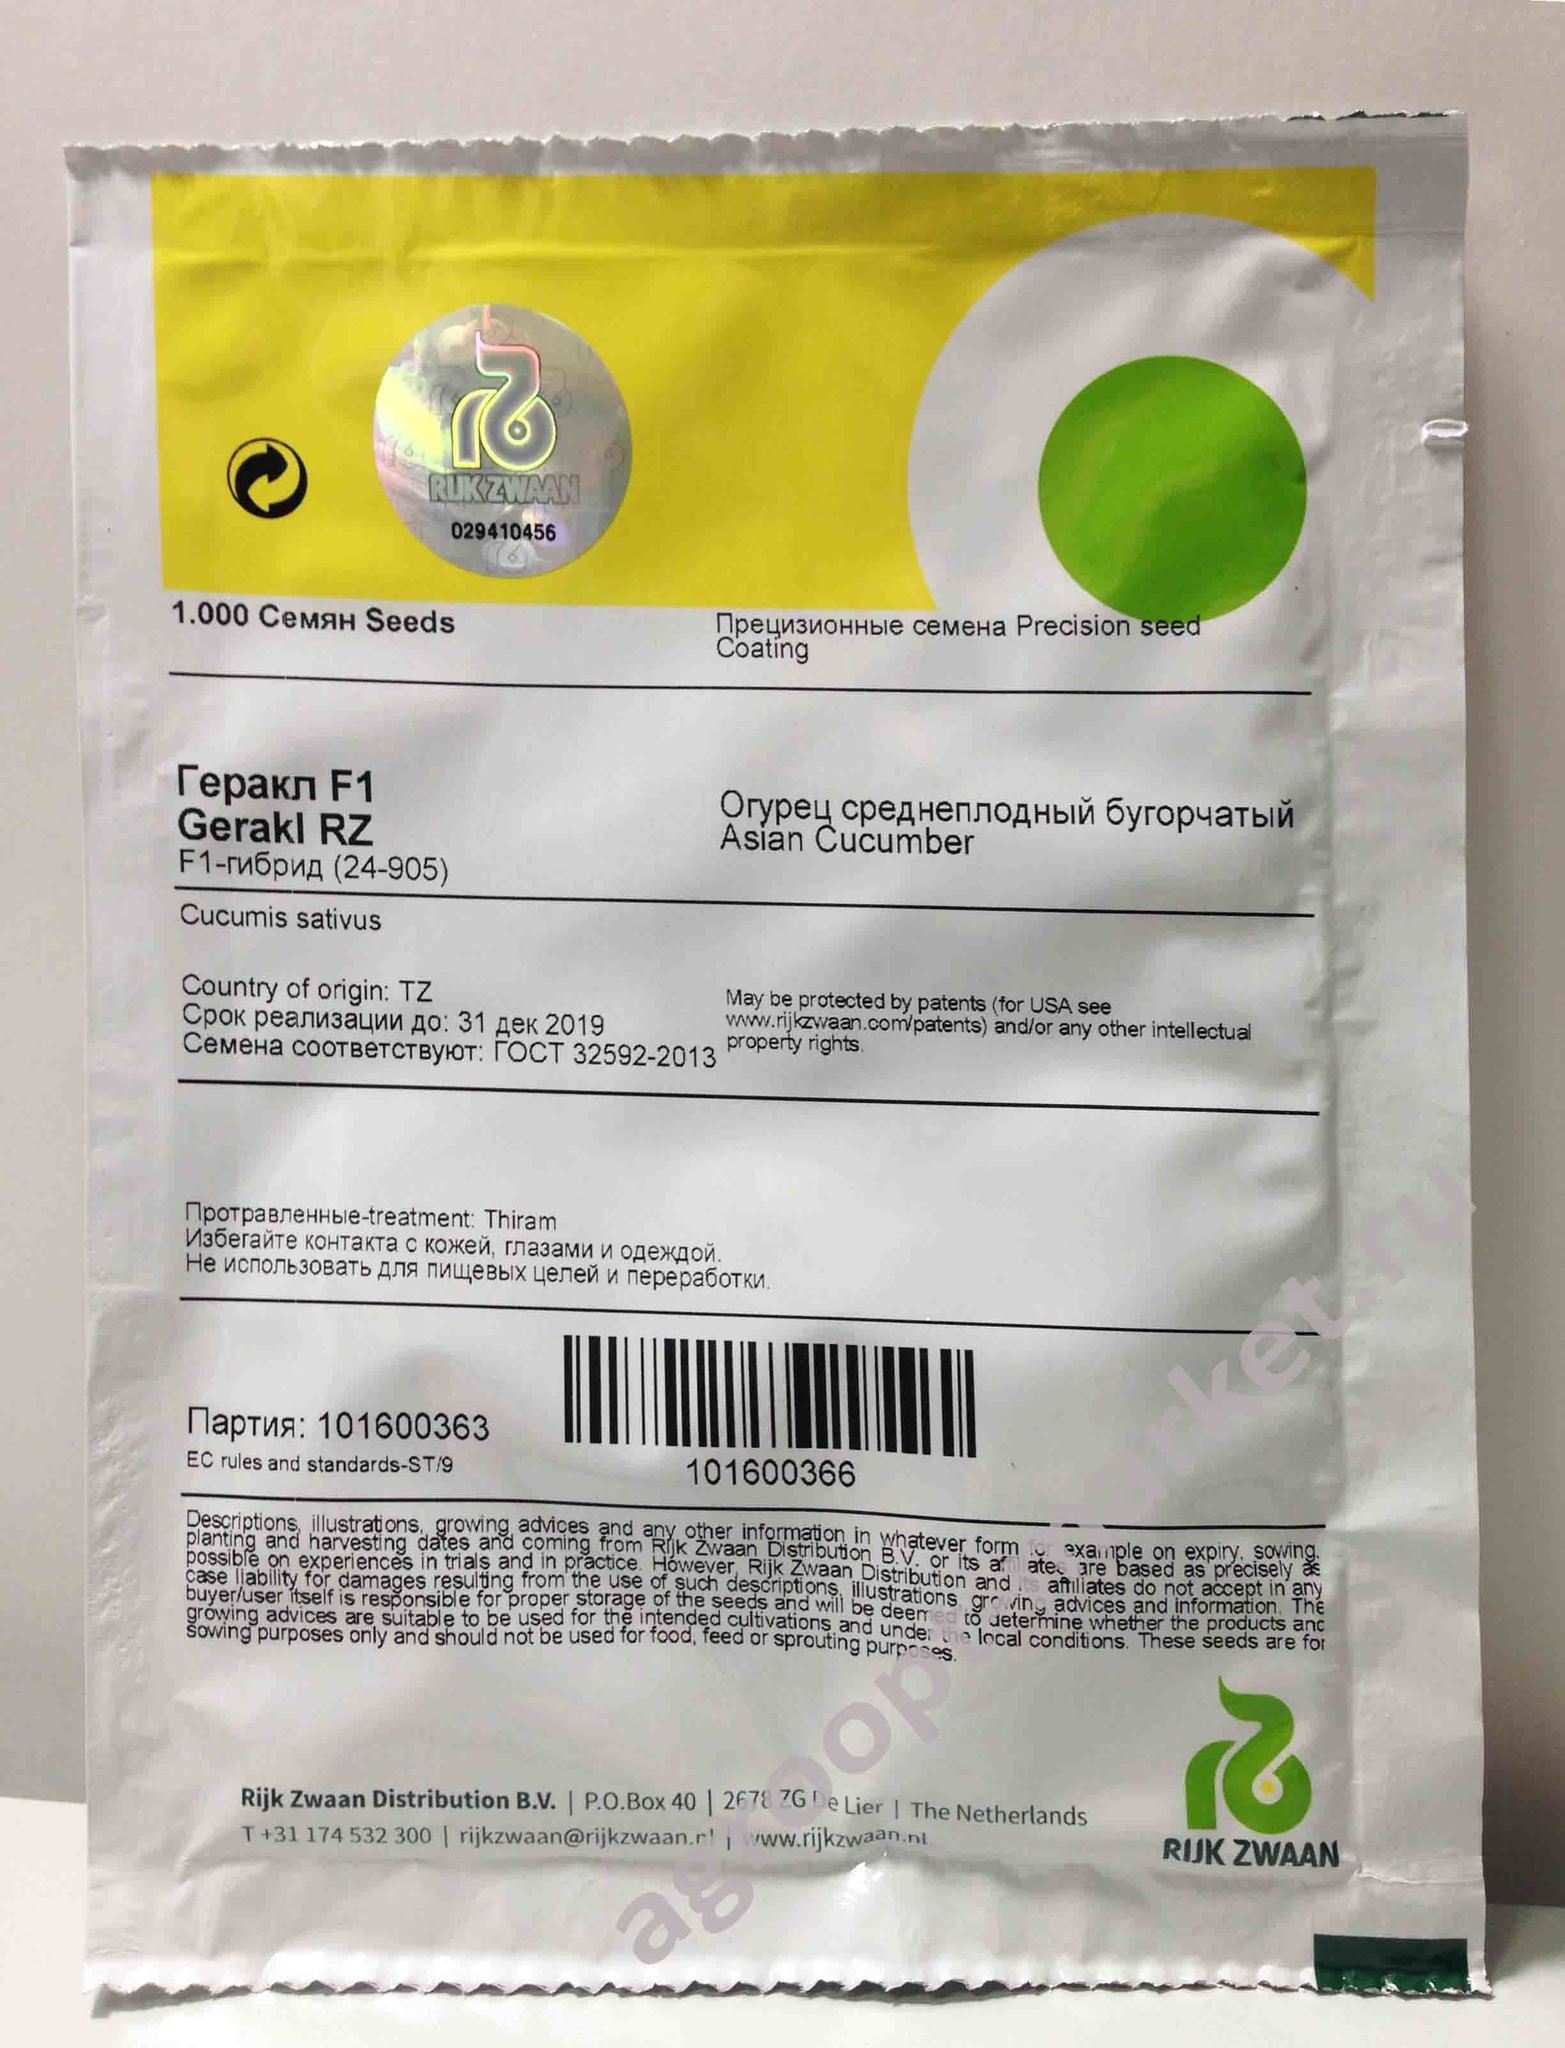 RIJK ZWAAN
029410456
1.000 Семян Seeds
Прецизионные семена Precision seed
Coating
Геракл F1
Gerakl RZ
F1-гибрид (24-905)
Огурец среднеплодный бугорчатый
Asian Cucumber
Cucumis sativus
Country of origin: TZ
Срок реализации до: 31 дек 2019
Семена соответствуют: ГОСТ 32592-2013
May be protected by patents (for USA see
www.rijkzwaan.com/patents) and/or any other intellectual
property rights.
Протравленные-treatment: Thiram
Избегайте контакта с кожей, глазами и одеждой.
Не использовать для пищевых целей и переработки.
Партия: 101600363
EC rules and standards-ST/9
101600366
Descriptions, illustrations, growing advices and any other information in whatever form for example on expiry, sowing,
planting and harvesting dates and coming from Rijk Zwaan Distribution B.V. or its affiliates are based as precisely as
possible on experiences in trials and in practice. However, Rijk Zwaan Distribution and its affiliates do not accept in any
case liability for damages resulting from the use of such descriptions, illustrations, growing advices and information. The
buyer/user itself is responsible for proper storage of the seeds and will be deemed to determine whether the products and
growing advices are suitable to be used for the intended cultivations and under the local conditions. These seeds are for
sowing purposes only and should not be used for food, feed or sprouting purposes.
Rijk Zwaan Distribution B.V. | P.O.Box 40 | 2678 ZG De Lier | The Netherlands
T +31 174 532 300 | rijkzwaan@rijkzwaan.nl | www.rijkzwaan.nl
RIJK ZWAAN